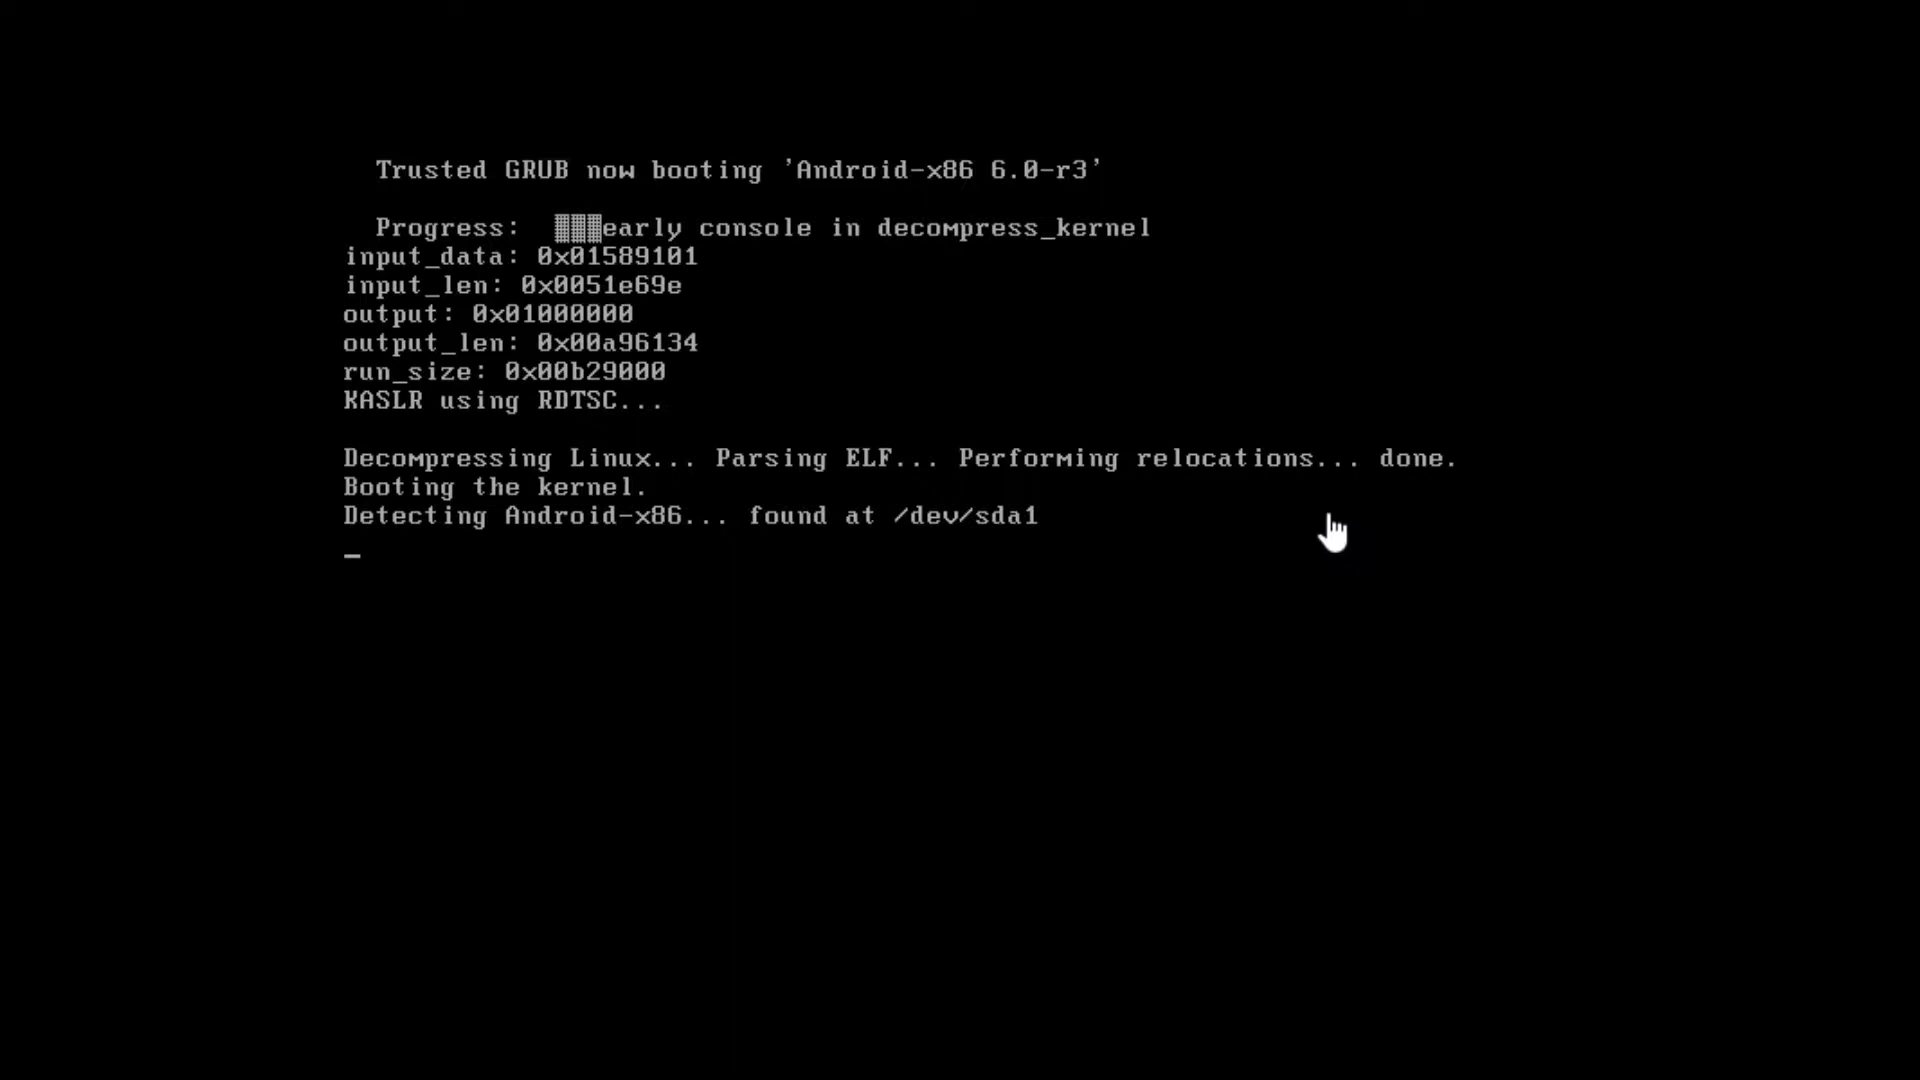 Trusted GRUB now booting 'Android-x86 6.0-r3'
Progress: ▓▓▓early console in decompress_kernel
input_data: 0x01589101
input_len: 0x0051e69e
output: 0x01000000
output_len: 0x00a96134
run_size: 0x00b29000
KASLR using RDTSC...
Decompressing Linux... Parsing ELF... Performing relocations... done.
Booting the kernel.
Detecting Android-x86... found at /dev/sda1
_